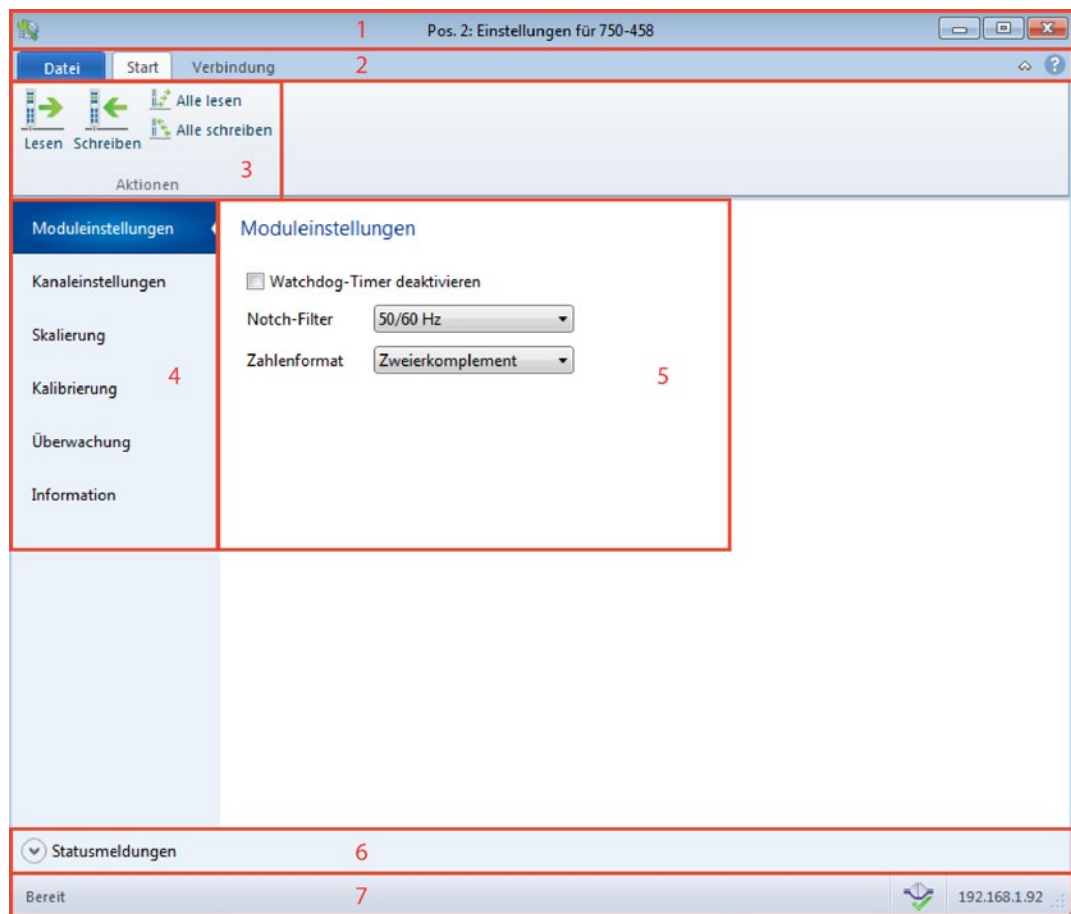 1
Pos. 2: Einstellungen für 750-458
Datei Start Verbindung 2
Lesen Schreiben
Alle lesen
Alle schreiben
Aktionen 3
Moduleinstellungen
Kanaleinstellungen
Skalierung
Kalibrierung
Überwachung
Information
4
Moduleinstellungen
Watchdog-Timer deaktivieren
Notch-Filter 50/60 Hz
Zahlenformat Zweierkomplement
5
Statusmeldungen 6
Bereit 7 192.168.1.92